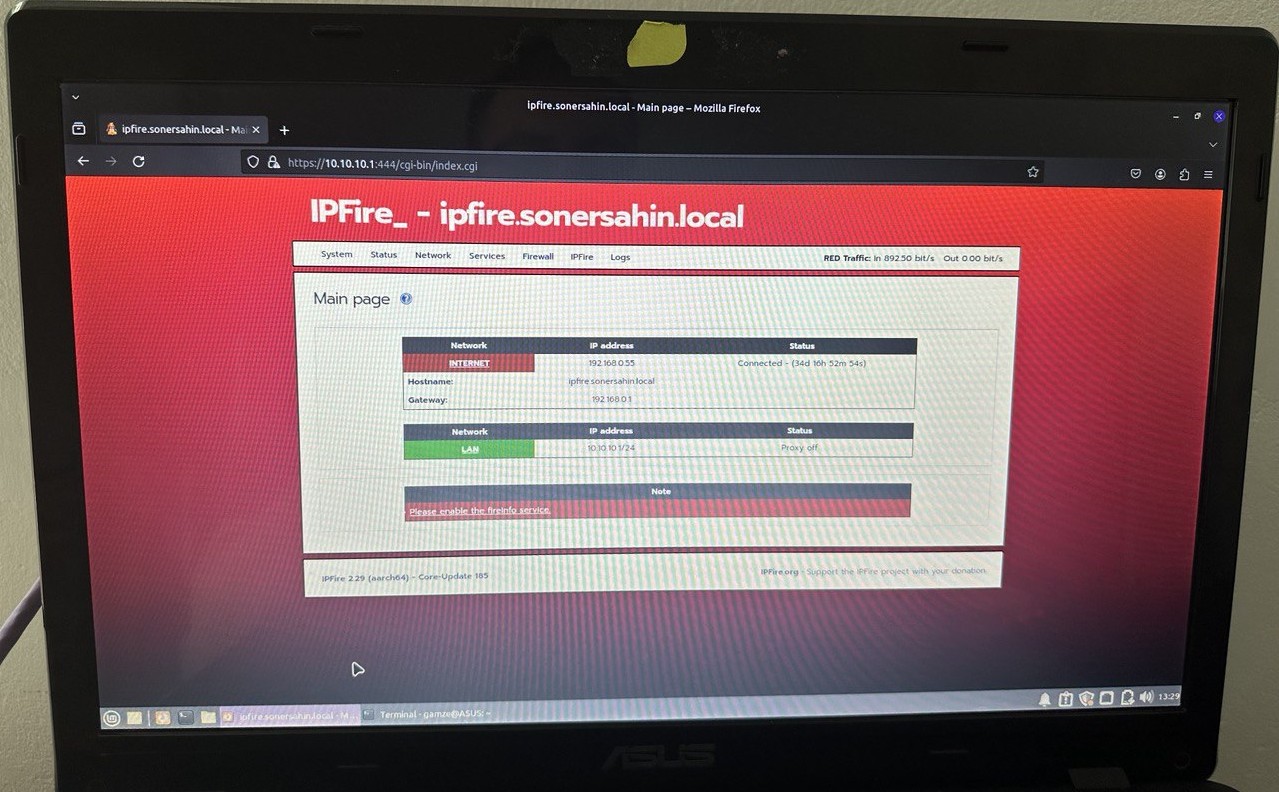 ipfire.sonersahin.local - Main page – Mozilla Firefox
ipfire.sonersahin.local - Mai
https://10.10.10.1:444/cgi-bin/index.cgi
IPFire_ - ipfire.sonersahin.local
System Status Network Services Firewall IPFire Logs RED Traffic: In 892.50 bit/s Out 0.00 bit/s
Main page
Network IP address Status
INTERNET 192.168.0.55 Connected - (34d 16h 52m 54s)
Hostname: ipfire.sonersahin.local
Gateway: 192.168.0.1
Network IP address Status
LAN 10.10.10.1/24 Proxy off
Note
Please enable the fireinfo service.
IPFire 2.29 (aarch64) - Core-Update 185 IPFire.org - Support the IPFire project with your donation
ipfire.sonersahin.local - M... Terminal - gamze@ASUS: ~ 13:29
ASUS